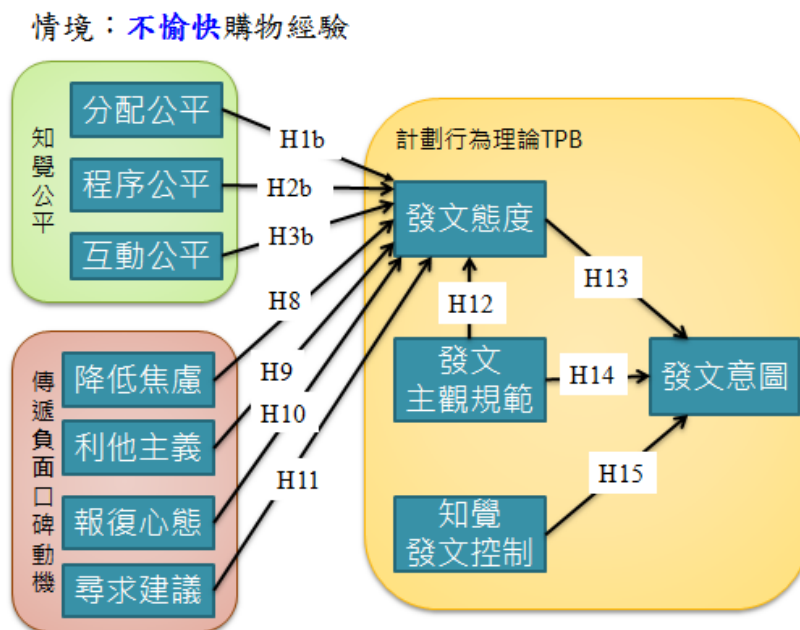 情境：不愉快購物經驗
知覺公平
分配公平
程序公平
互動公平
H1b
H2b
H3b
傳遞負面口碑動機
降低焦慮
利他主義
報復心態
尋求建議
H8
H9
H10
H11
計劃行為理論TPB
發文態度
H12
發文
主觀規範
知覺
發文控制
H13
H14
H15
發文意圖